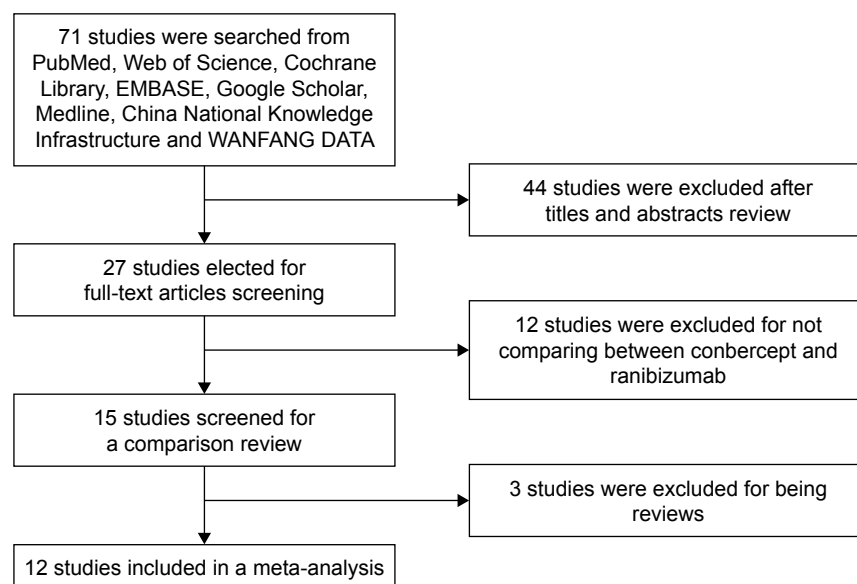 71 studies were searched from
PubMed, Web of Science, Cochrane
Library, EMBASE, Google Scholar,
Medline, China National Knowledge
Infrastructure and WANFANG DATA
44 studies were excluded after
titles and abstracts review
27 studies elected for
full-text articles screening
12 studies were excluded for not
comparing between conbercept and
ranibizumab
15 studies screened for
a comparison review
3 studies were excluded for being
reviews
12 studies included in a meta-analysis